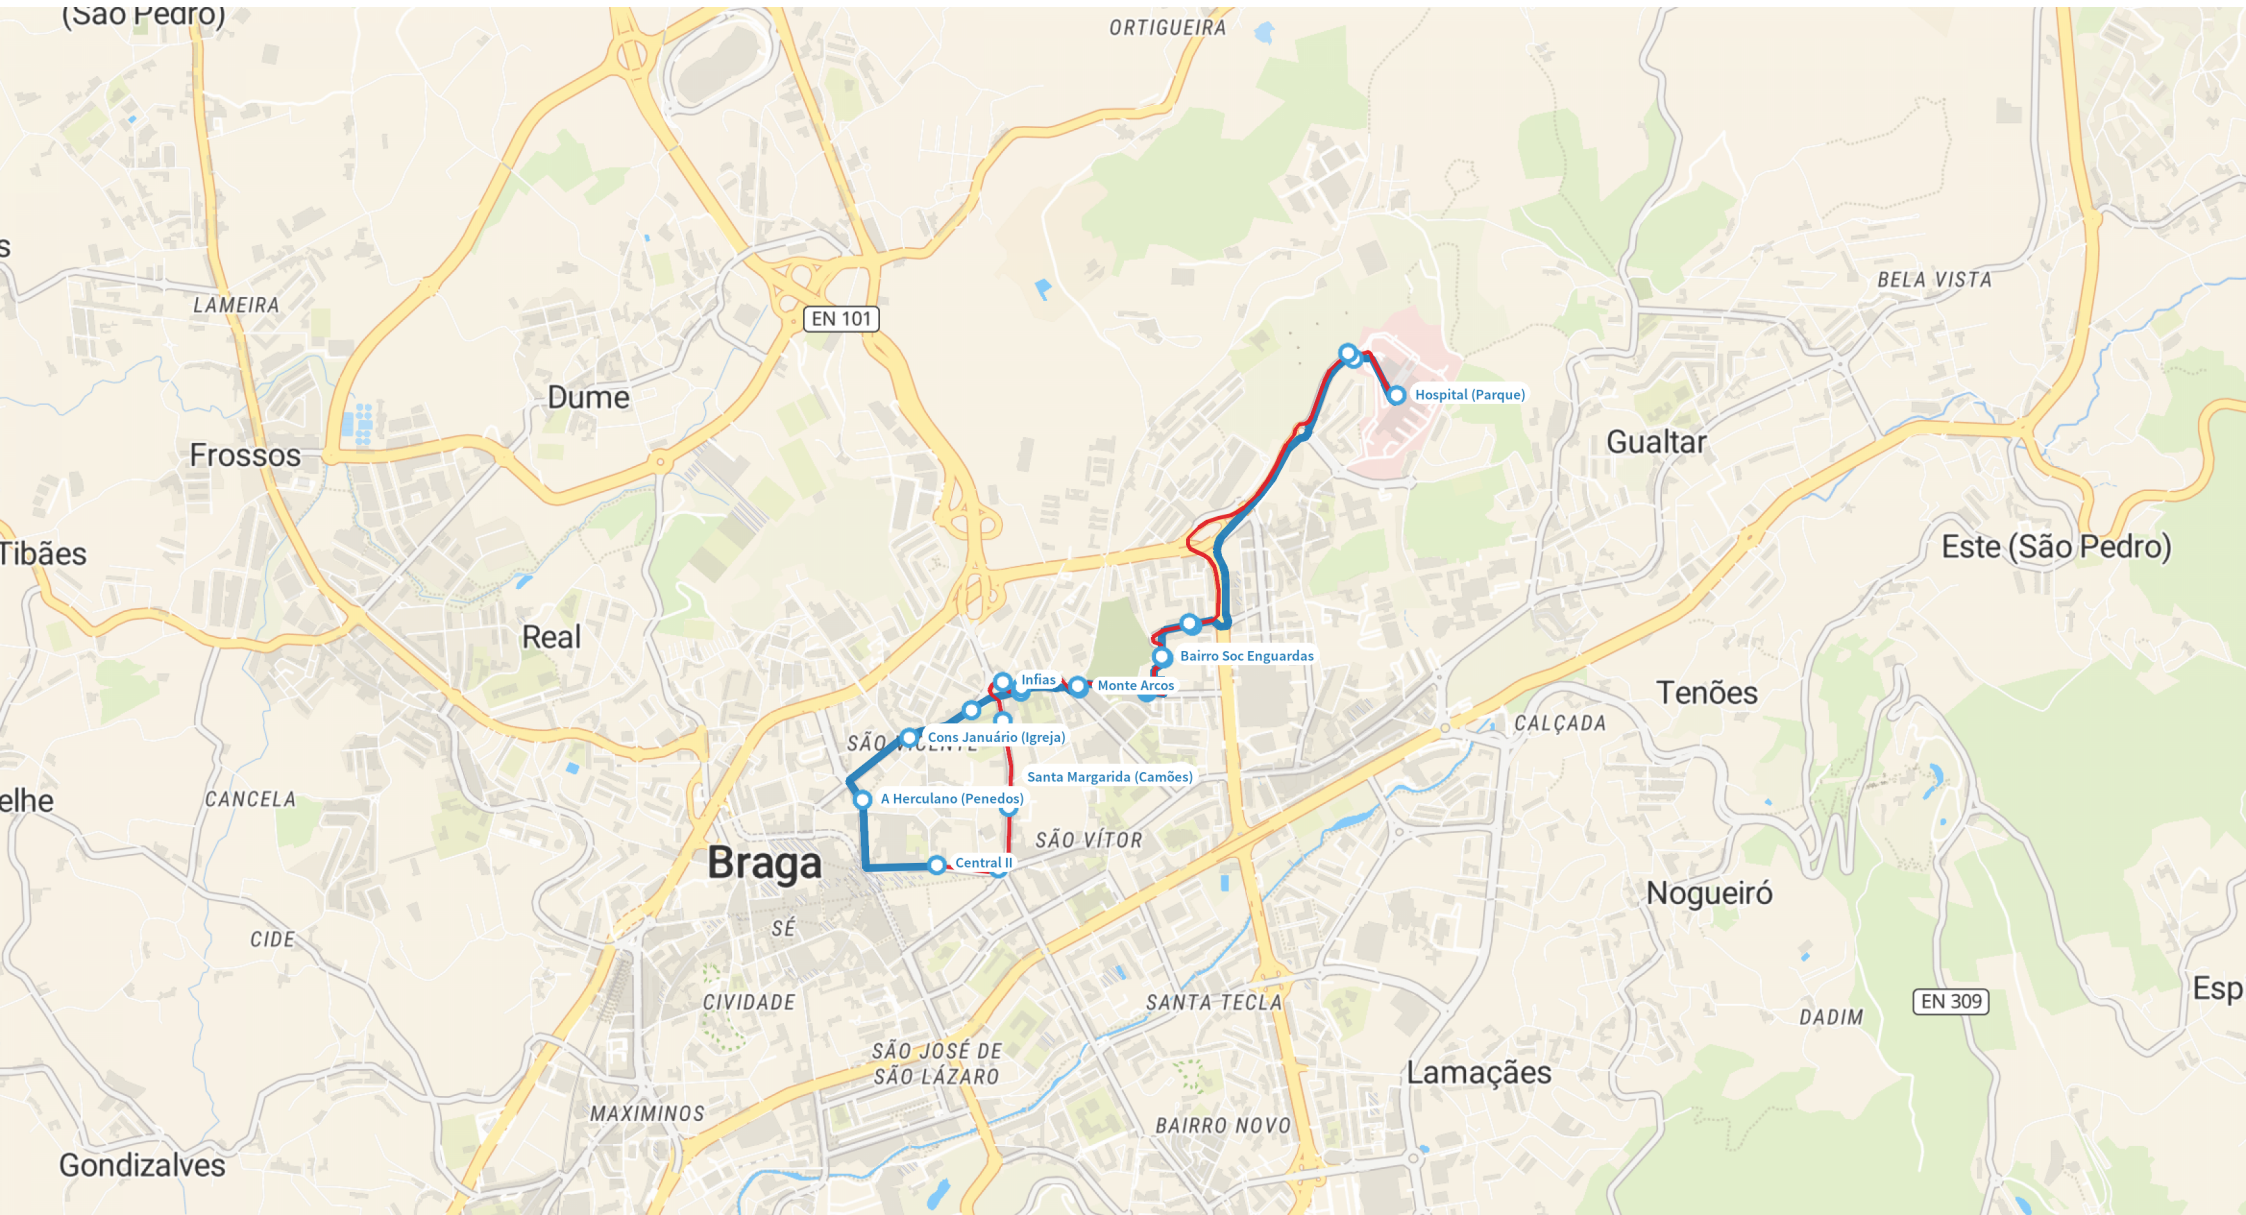 (São Pedro)
ORTIGUEIRA
BELA VISTA
LAMEIRA
EN 101
Dume
Hospital (Parque)
Gualtar
Frossos
Tibães
Este (São Pedro)
Real
Bairro Soc Enguardas
Infias
Monte Arcos
Tenões
CALÇADA
Cons Januário (Igreja)
SÃO VICENTE
Santa Margarida (Camões)
A Herculano (Penedos)
CANCELA
elhe
SÃO VÍTOR
Braga
Central II
Nogueiró
SÉ
CIDE
Esp
CIVIDADE
SANTA TECLA
EN 309
DADIM
SÃO JOSÉ DE
SÃO LÁZARO
Lamaçães
MAXIMINOS
BAIRRO NOVO
Gondizalves